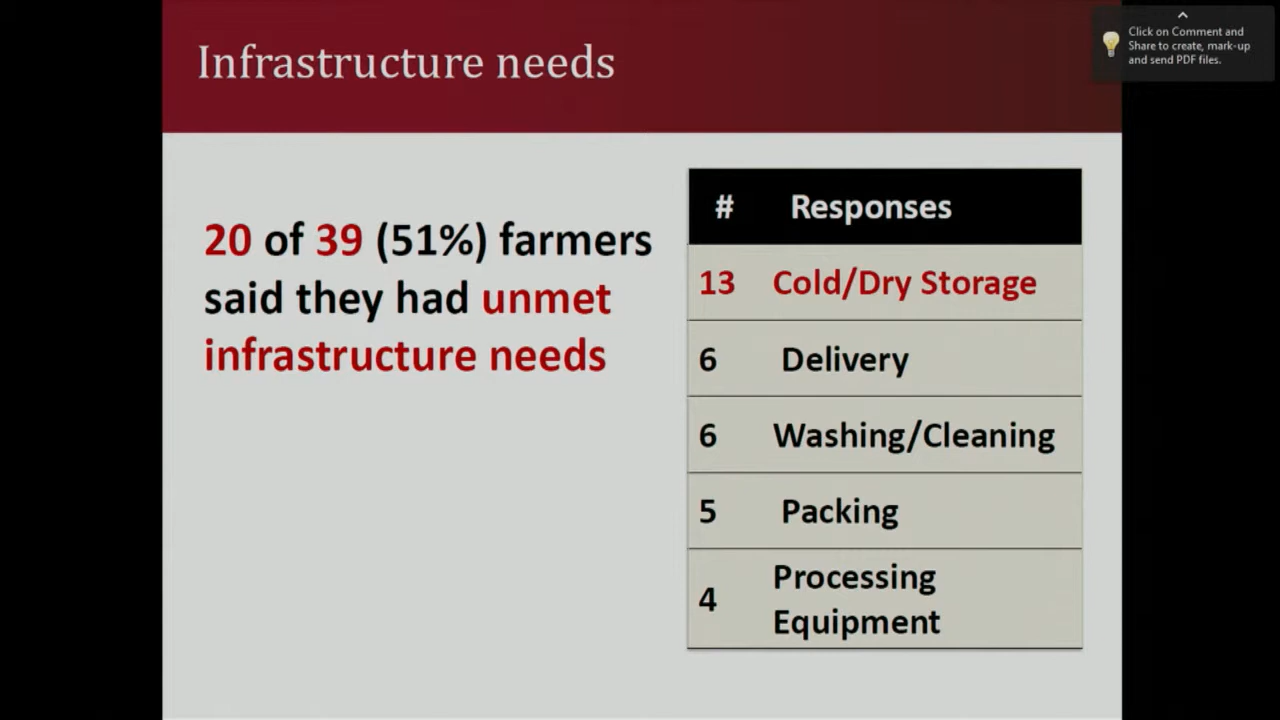 Infrastructure needs
Click on Comment and
Share to create, mark-up
and send PDF files.
20 of 39 (51%) farmers
said they had unmet
infrastructure needs
# Responses
13 Cold/Dry Storage
6 Delivery
6 Washing/Cleaning
5 Packing
4 Processing
Equipment